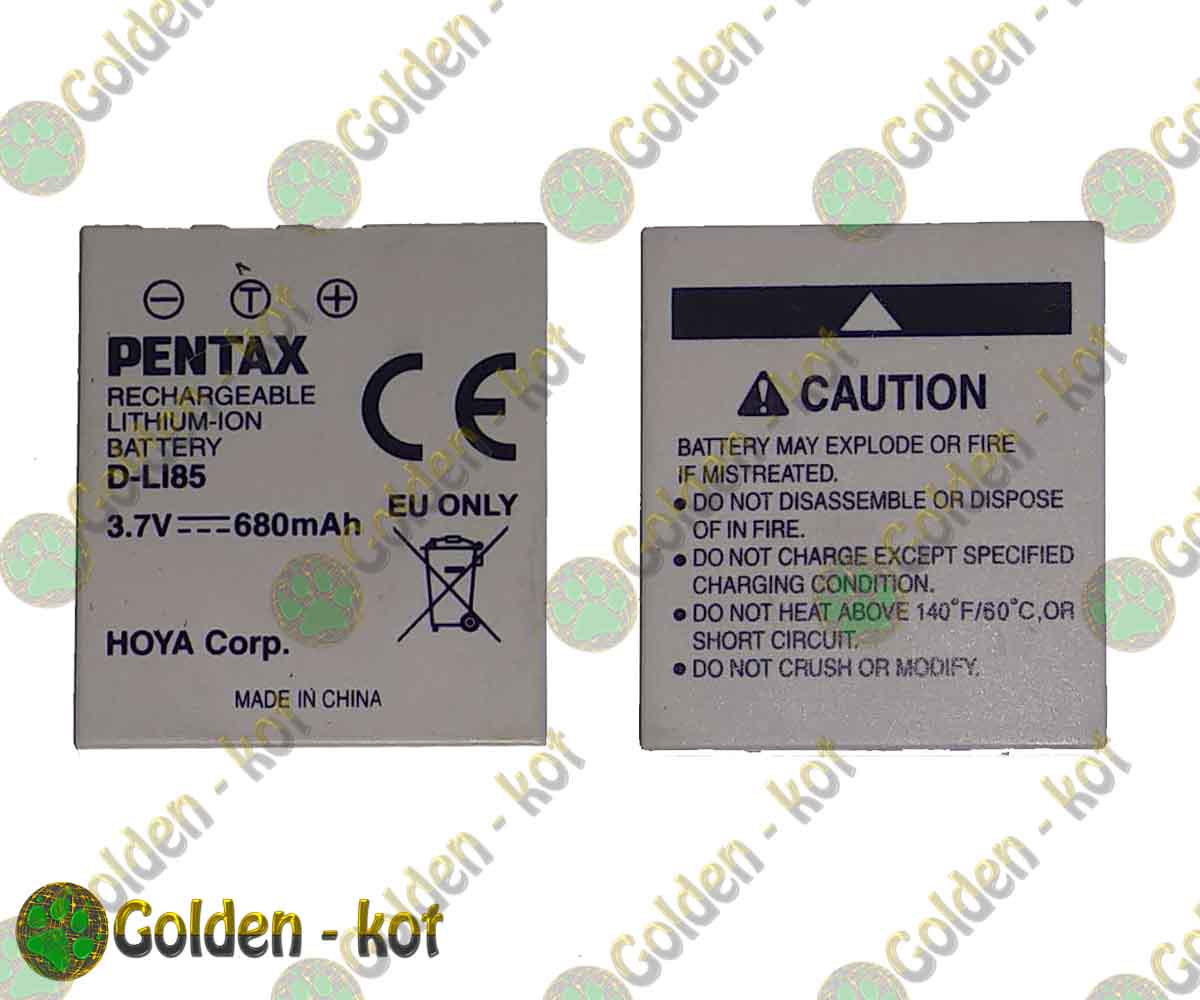 − T +
PENTAX
RECHARGEABLE
LITHIUM-ION
BATTERY
D-LI85
3.7V 680mAh
CE
EU ONLY
HOYA Corp.
MADE IN CHINA
CAUTION
BATTERY MAY EXPLODE OR FIRE
IF MISTREATED.
● DO NOT DISASSEMBLE OR DISPOSE
OF IN FIRE.
● DO NOT CHARGE EXCEPT SPECIFIED
CHARGING CONDITION.
● DO NOT HEAT ABOVE 140°F/60°C,OR
SHORT CIRCUIT.
● DO NOT CRUSH OR MODIFY.
Golden - kot